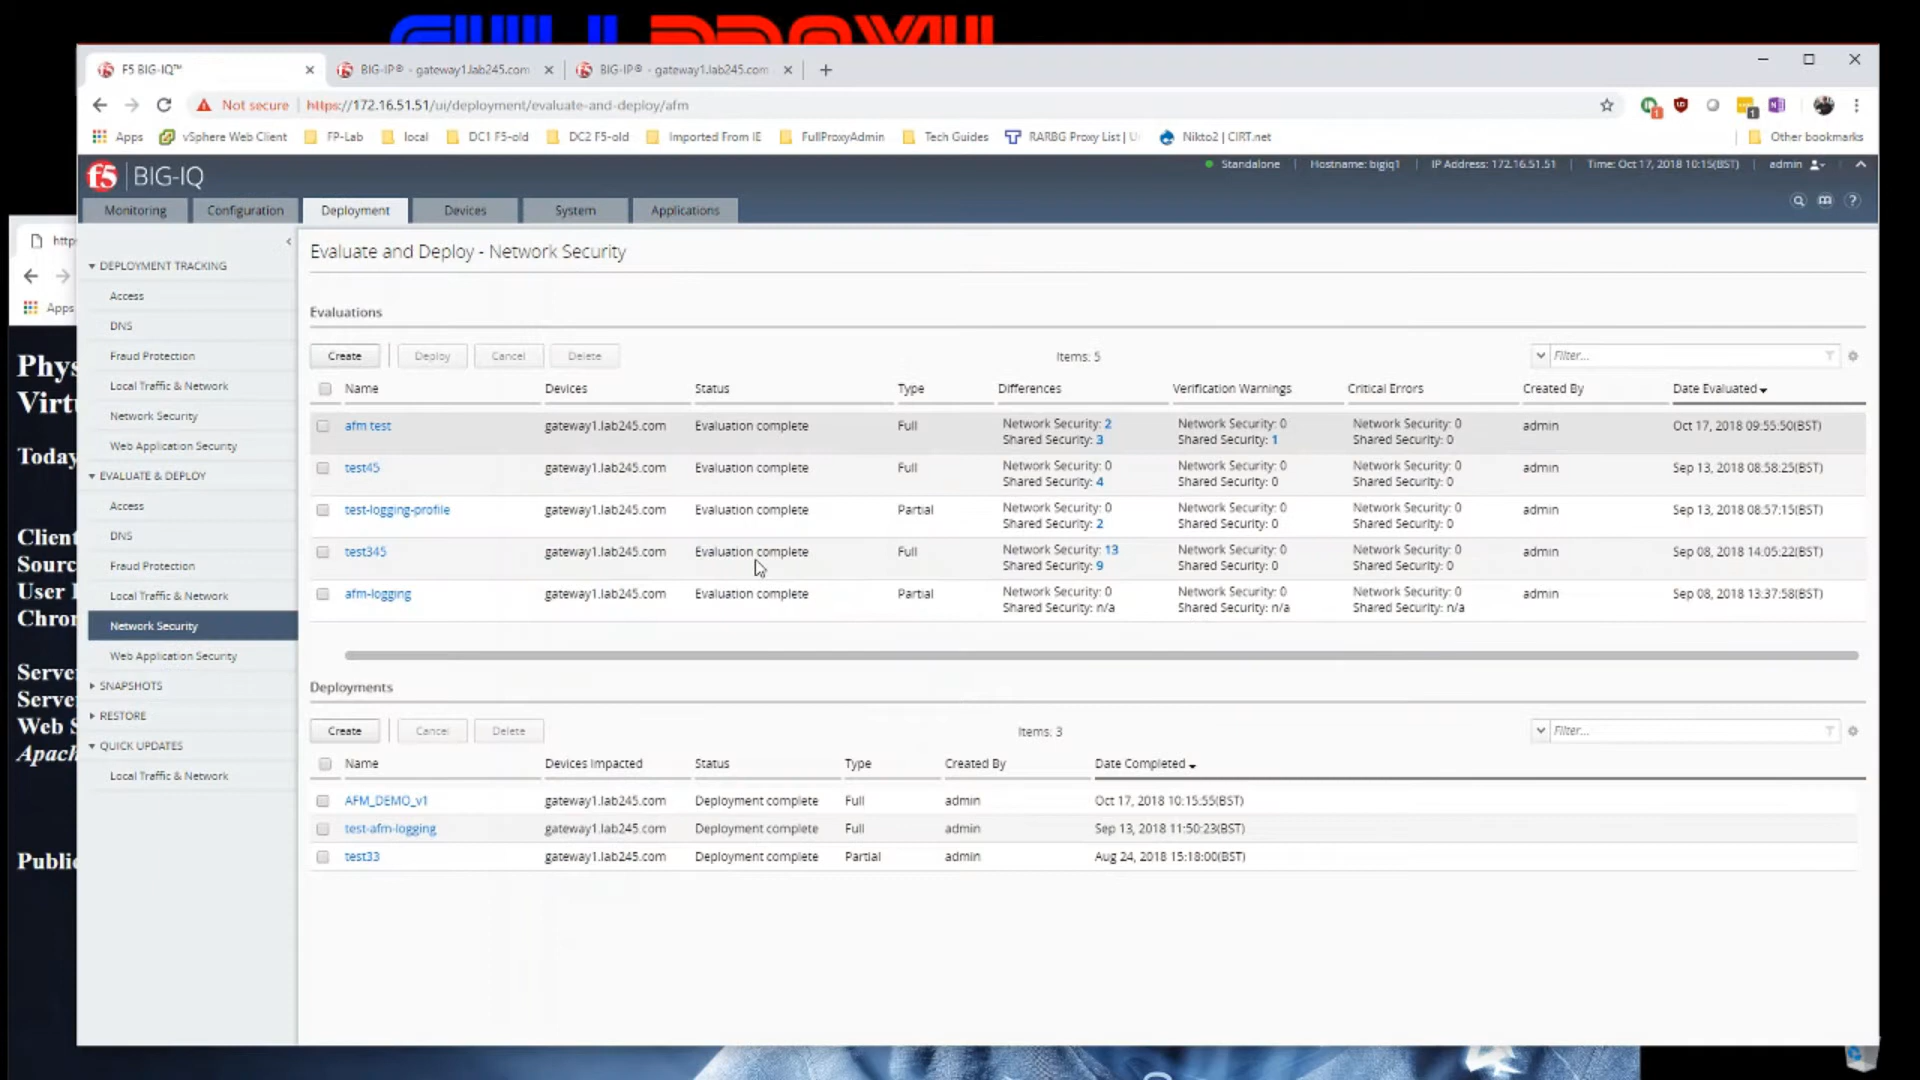 FULL PROXY
F5 BIG-IQ™
BIG-IP® - gateway1.lab245.com
BIG-IP® - gateway1.lab245.com
Not secure | https://172.16.51.51/ui/deployment/evaluate-and-deploy/afm
Apps vSphere Web Client FP-Lab local DC1 F5-old DC2 F5-old Imported From IE FullProxyAdmin Tech Guides RARBG Proxy List | Nikto2 | CIRT.net Other bookmarks
f5 BIG-IQ
Standalone | Hostname: bigiq1 | IP Address: 172.16.51.51 | Time: Oct 17, 2018 10:15(BST) | admin
Monitoring Configuration Deployment Devices System Applications
http
Apps
Phys
Virtu
Today
Client
Sourc
User
Chron
Server
Server
Web S
Apach
Public
DEPLOYMENT TRACKING
Access
DNS
Fraud Protection
Local Traffic & Network
Network Security
Web Application Security
EVALUATE & DEPLOY
Access
DNS
Fraud Protection
Local Traffic & Network
Network Security
Web Application Security
SNAPSHOTS
RESTORE
QUICK UPDATES
Local Traffic & Network
Evaluate and Deploy - Network Security
Evaluations
Create Deploy Cancel Delete Items: 5 Filter...
Name Devices Status Type Differences Verification Warnings Critical Errors Created By Date Evaluated
afm test gateway1.lab245.com Evaluation complete Full Network Security: 2 Network Security: 0 Network Security: 0 admin Oct 17, 2018 09:55:50(BST)
Shared Security: 3 Shared Security: 1 Shared Security: 0
test45 gateway1.lab245.com Evaluation complete Full Network Security: 0 Network Security: 0 Network Security: 0 admin Sep 13, 2018 08:58:25(BST)
Shared Security: 4 Shared Security: 0 Shared Security: 0
test-logging-profile gateway1.lab245.com Evaluation complete Partial Network Security: 0 Network Security: 0 Network Security: 0 admin Sep 13, 2018 08:57:15(BST)
Shared Security: 2 Shared Security: 0 Shared Security: 0
test345 gateway1.lab245.com Evaluation complete Full Network Security: 13 Network Security: 0 Network Security: 0 admin Sep 08, 2018 14:05:22(BST)
Shared Security: 9 Shared Security: 0 Shared Security: 0
afm-logging gateway1.lab245.com Evaluation complete Partial Network Security: 0 Network Security: 0 Network Security: 0 admin Sep 08, 2018 13:37:58(BST)
Shared Security: n/a Shared Security: n/a Shared Security: n/a
Deployments
Create Cancel Delete Items: 3 Filter...
Name Devices Impacted Status Type Created By Date Completed
AFM_DEMO_v1 gateway1.lab245.com Deployment complete Full admin Oct 17, 2018 10:15:55(BST)
test-afm-logging gateway1.lab245.com Deployment complete Full admin Sep 13, 2018 11:50:23(BST)
test33 gateway1.lab245.com Deployment complete Partial admin Aug 24, 2018 15:18:00(BST)